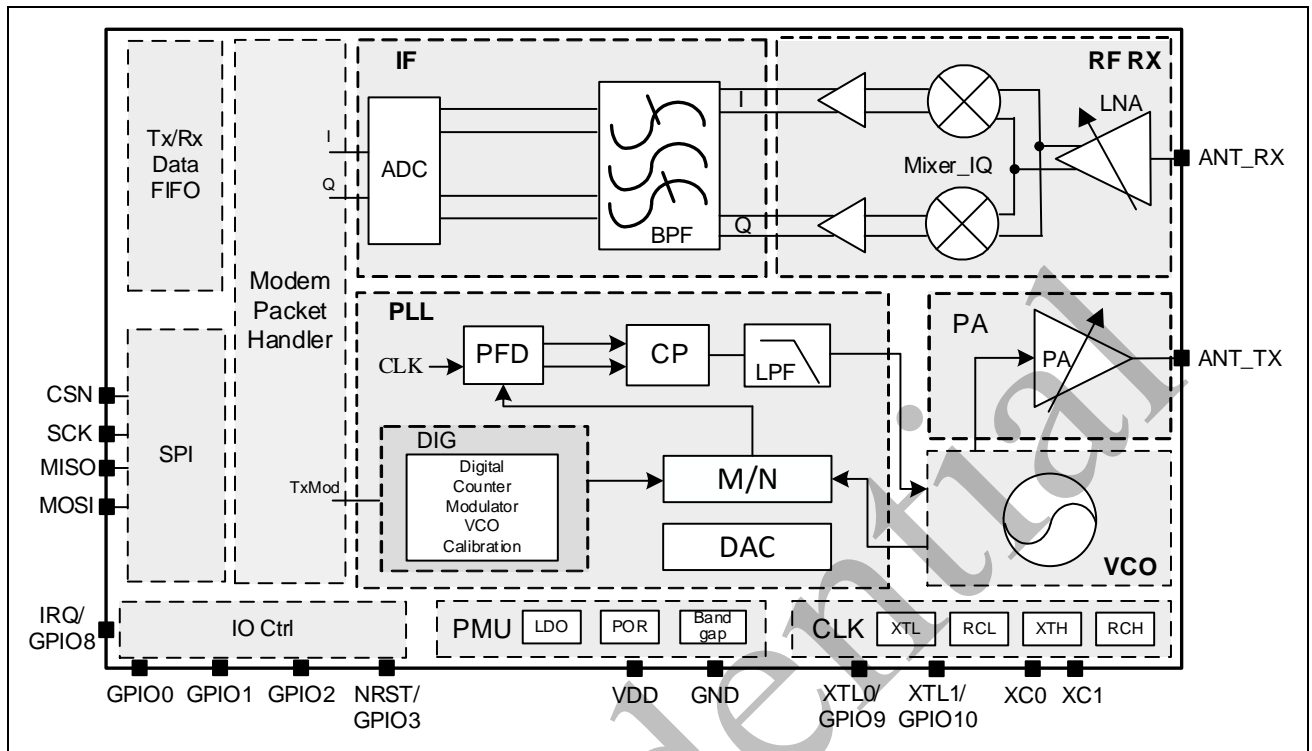 IF
RF RX
Tx/Rx
Data
FIFO
Modem
Packet
Handler
I
Q
ADC
BPF
I
Q
Mixer_IQ
LNA
ANT_RX
PLL
CLK
PFD
CP
LPF
PA
PA
ANT_TX
CSN
SCK
MISO
MOSI
SPI
TxMod
DIG
Digital
Counter
Modulator
VCO
Calibration
M/N
DAC
VCO
IRQ/
GPIO8
IO Ctrl
PMU
LDO
POR
Band
gap
CLK
XTL
RCL
XTH
RCH
GPIO0
GPIO1
GPIO2
NRST/
GPIO3
VDD
GND
XTL0/
GPIO9
XTL1/
GPIO10
XC0
XC1
dential